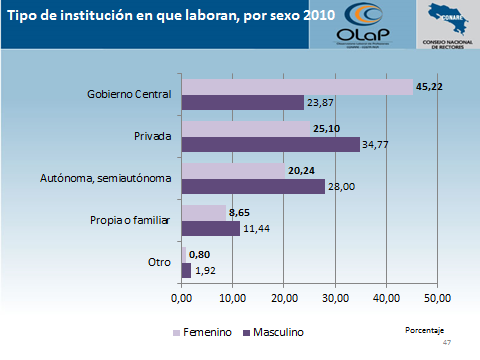 Tipo de institución en que laboran, por sexo 2010
OLaP
CONARE
CONSEJO NACIONAL
DE RECTORES
Gobierno Central
45,22
23,87
Privada
25,10
34,77
Autónoma, semiautónoma
20,24
28,00
Propia o familiar
8,65
11,44
Otro
0,80
1,92
0,00 10,00 20,00 30,00 40,00 50,00
Femenino Masculino
Porcentaje
47